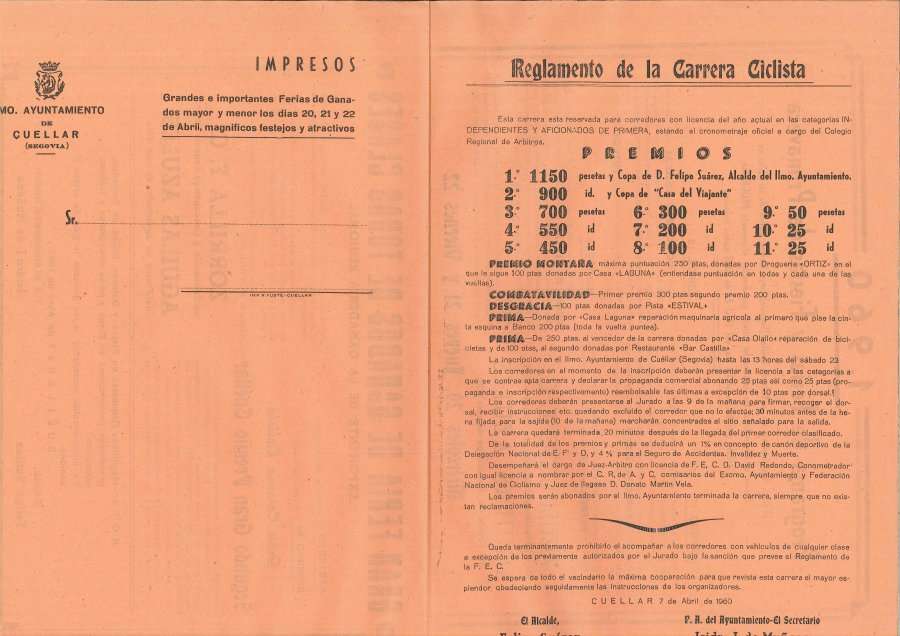 IMPRESOS
MO. AYUNTAMIENTO
DE
CUELLAR
(SEGOVIA)
Grandes e importantes Ferias de Gana-
dos mayor y menor los dias 20, 21 y 22
de Abril, magníficos festejos y atractivos
Sr.
IMP. FUSTE-CUELLAR
Reglamento de la Carrera Ciclista
Esta carrera esta reservada para corredores con licencia del año actual en las categorías IN-
DEPENDIENTES Y AFICIONADOS DE PRIMERA, estando el cronometraje oficial a cargo del Colegio
Regional de Arbitros.
PREMIOS
1.º 1150 pesetas y Copa de D. Felipe Suárez, Alcalde del Ilmo. Ayuntamiento.
2.º 900 id. y Copa de "Casa del Viajante"
3.º 700 pesetas 6.º 300 pesetas 9.º 50 pesetas
4.º 550 id 7.º 200 id 10.º 25 id
5.º 450 id 8.º 100 id 11.º 25 id
PREMIO MONTAÑA máxima puntuación 250 ptas, donadas por Droguería «ORTIZ» en el
que le sigue 100 ptas donadas por Casa «LAGUNA» (entiendase puntuación en todas y cada una de las
vueltas).
COMBATAVILIDAD—Primer premio 300 ptas segundo premio 200 ptas.
DESGRACIA—100 ptas donadas por Pista «ESTIVAL»
PRIMA—Donada por «Casa Laguna» reparación maquinaria agricola al primero que pise la cin-
ta esquina a Banco 200 ptas (toda la vuelta puntea).
PRIMA—De 250 ptas. al vencedor de la carrera donadas por «Casa Olallo» reparación de bici-
cletas y de 100 ptas, al segundo donadas por Restaurante «Bar Castilla»
La inscripción en el Ilmo. Ayuntamiento de Cuéllar (Segovia) hasta las 13 hores del sábado 23
Los corredores en al momento de la inscripción deberán presentar la licencia a las categorías a
que se contrae esta carrera y declarar la propaganda comercial abonando 25 ptas así como 25 ptas (pro-
paganda e inscripción respectivamento) reembolsable las últimas a excepción de 10 ptas por dorsal.
Los corredores deberán presentarse al Jurado a las 9 de la mañana para firmar, recoger el dor-
sal, recibir instrucciones etc. quedando excluído el corredor que no lo efectúe; 30 minutos antes de la ho-
ra fijada para la salida (10 de la mañana) marcharán concentrados al sitio señalado para la salida.
La carrera quedará terminada 20 minutos después de la llegada del primer corredor clasificado.
De la totalidad de los premios y primas se deducirá un 1% en concepto de canón deportivo de la
Delegación Nacional de E. F. y D, y 4 % para el Seguro de Accidentes. Invalidez y Muerte.
Desempeñará el cargo de Juez-Arbitro con licencia de F. E. C. D. David Redondo, Cronometrador
con igual licencia a nombrar por el C. R, de A. y C. comisarios del Exomo. Ayuntamiento y Federación
Nacional de Ciclismo y Juez de llegaas D. Donato Martin Vela.
Los premios serán abonados por el Ilmo. Ayuntamiento terminada la carrera, siempre que no exis-
tan reclamaciones.
Queda terminantemente prohibido el acompañar a los corredores con vehículos de cualquier clase
a excepción de los previamente autorizados por el Jurado bajo la sanción que prevee el Reglamento de
la F. E. C.
Se espera de todo el vecindario la máxima cooperación para que revista esta carrera el mayor es-
plendor obedeciendo seguidamente las instrucciones de los organizadores.
CUELLAR 7 de Abril de 1960
El Alcalde, P. A. del Ayuntamiento-El Secretario